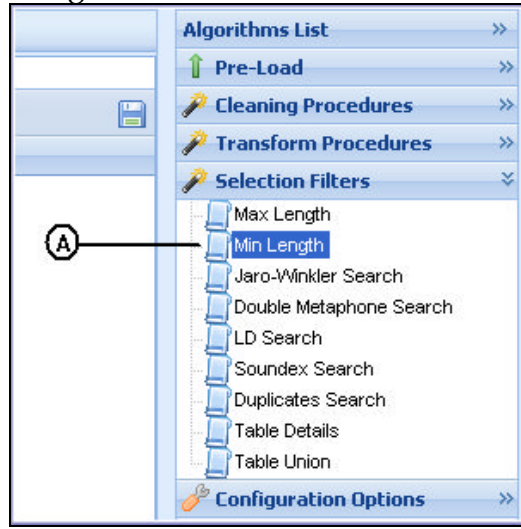 Algorithms List
Pre-Load
Cleaning Procedures
Transform Procedures
Selection Filters
Max Length
A
Min Length
Jaro-Winkler Search
Double Metaphone Search
LD Search
Soundex Search
Duplicates Search
Table Details
Table Union
Configuration Options